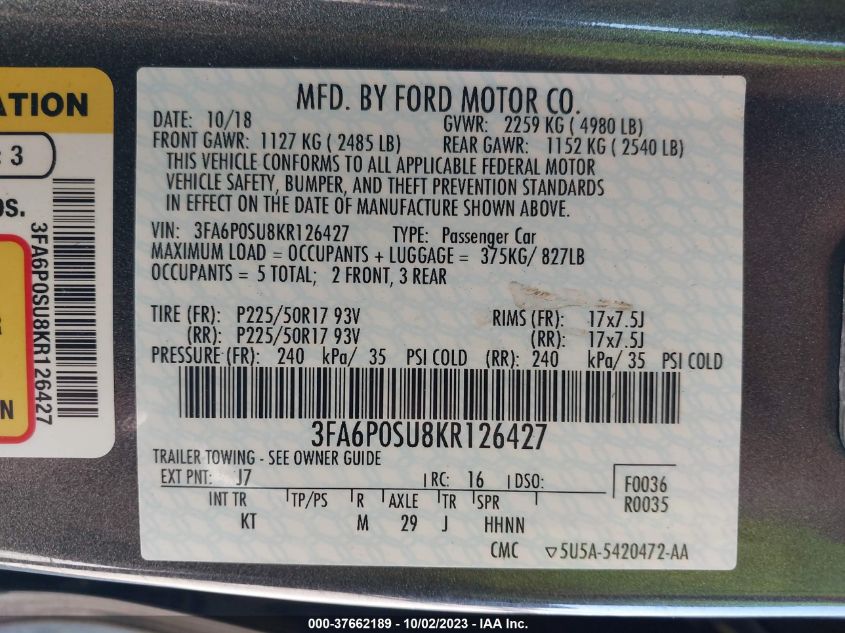 ATION
: 3
OS.
3FA6P0SU8KR126427
R
N
MFD. BY FORD MOTOR CO.
DATE: 10/18 GVWR: 2259 KG ( 4980 LB)
FRONT GAWR: 1127 KG ( 2485 LB) REAR GAWR: 1152 KG ( 2540 LB)
THIS VEHICLE CONFORMS TO ALL APPLICABLE FEDERAL MOTOR
VEHICLE SAFETY, BUMPER, AND THEFT PREVENTION STANDARDS
IN EFFECT ON THE DATE OF MANUFACTURE SHOWN ABOVE.
VIN: 3FA6P0SU8KR126427 TYPE: Passenger Car
MAXIMUM LOAD = OCCUPANTS + LUGGAGE = 375KG/ 827LB
OCCUPANTS = 5 TOTAL; 2 FRONT, 3 REAR
TIRE (FR): P225/50R17 93V RIMS (FR): 17x7.5J
(RR): P225/50R17 93V (RR): 17x7.5J
PRESSURE (FR): 240 kPa/ 35 PSI COLD (RR): 240 kPa/ 35 PSI COLD
3FA6P0SU8KR126427
TRAILER TOWING - SEE OWNER GUIDE
EXT PNT: J7 RC: 16 DSO: F0036
R0035
INT TR TP/PS R AXLE TR SPR
KT M 29 J HHNN
CMC ▽5U5A-5420472-AA
000-37662189 - 10/02/2023 - IAA Inc.